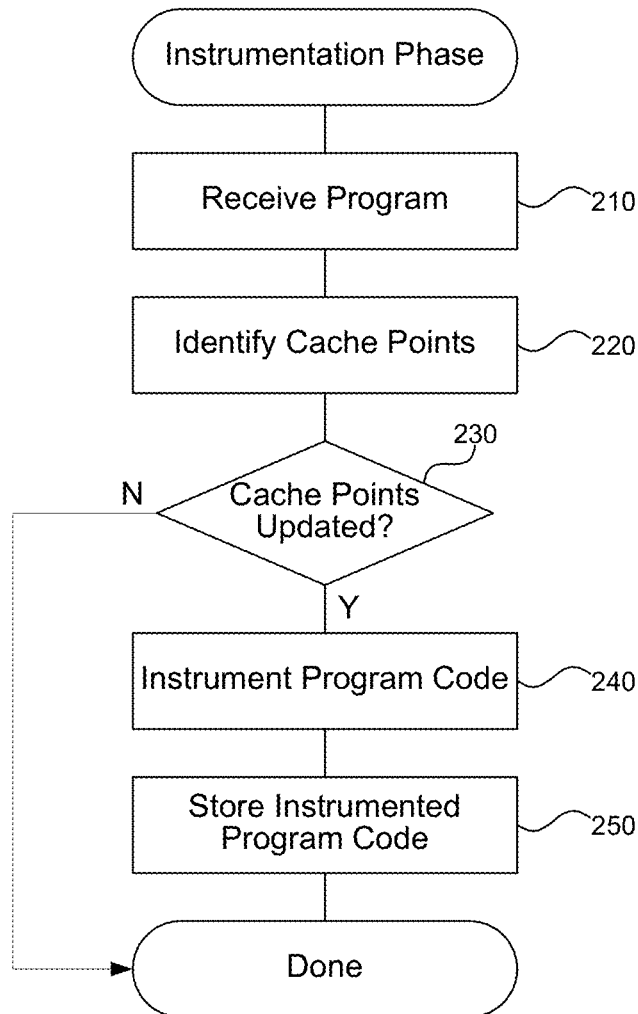 Instrumentation Phase
Receive Program
210
Identify Cache Points
220
230
N
Cache Points
Updated?
Y
Instrument Program Code
240
Store Instrumented
Program Code
250
Done